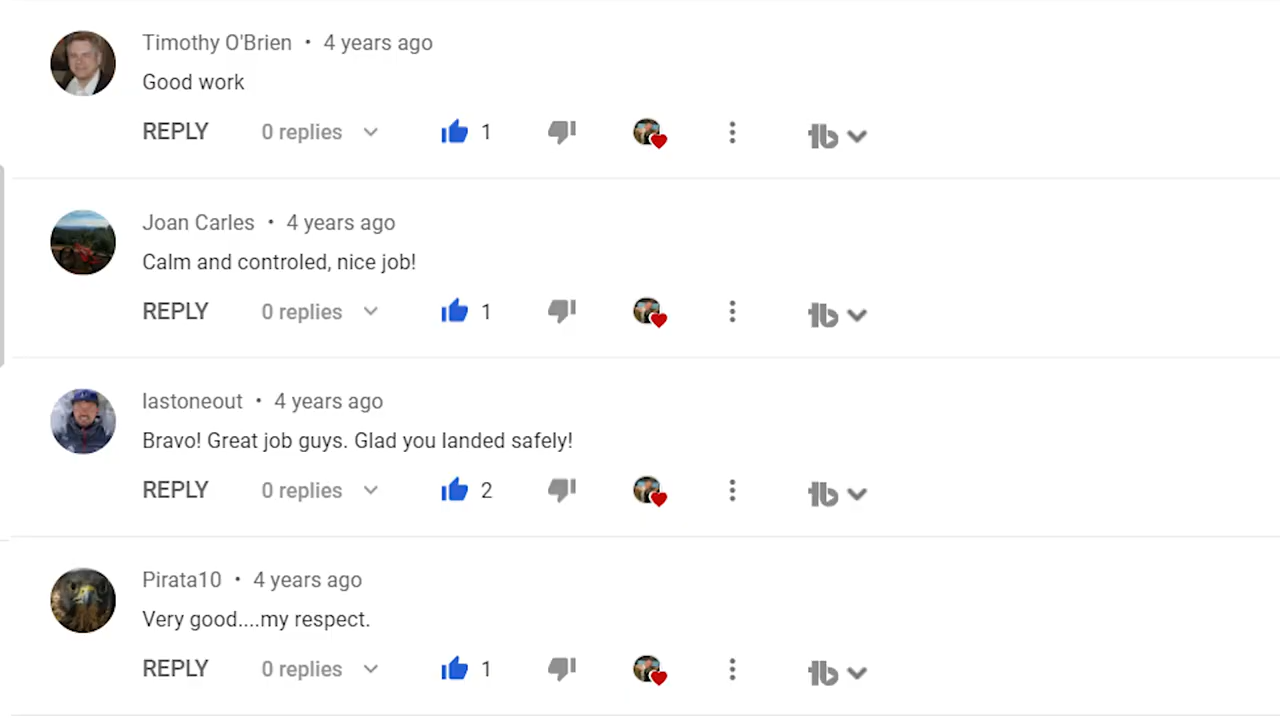 Timothy O'Brien • 4 years ago
Good work
REPLY 0 replies 1
Joan Carles • 4 years ago
Calm and controled, nice job!
REPLY 0 replies 1
lastoneout • 4 years ago
Bravo! Great job guys. Glad you landed safely!
REPLY 0 replies 2
Pirata10 • 4 years ago
Very good....my respect.
REPLY 0 replies 1